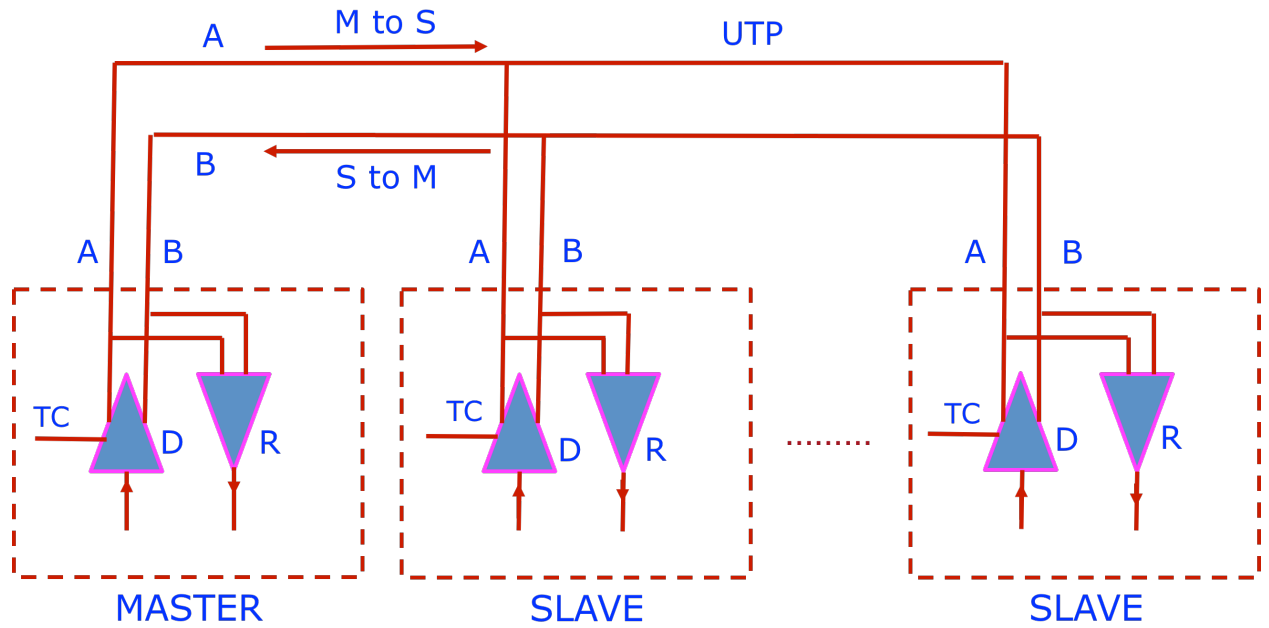 A M to S UTP
B S to M
A B A B A B
TC D R TC D R TC D R
MASTER SLAVE SLAVE